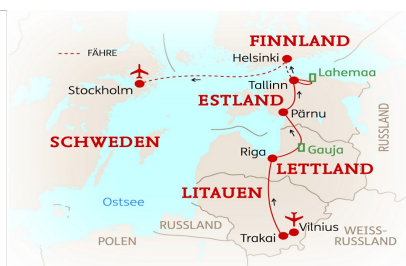 FINNLAND
FÄHRE
Helsinki
Lahemaa
Stockholm
Tallinn
ESTLAND
Pärnu
RUSSLAND
SCHWEDEN
Riga
Gauja
LETTLAND
LITAUEN
Ostsee
RUSSLAND
Vilnius
POLEN
Trakai
WEISS-
RUSSLAND